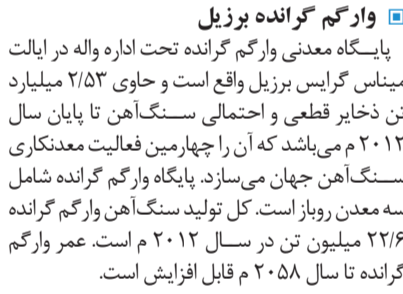 وارگم گرانده برزیل
پایگاه معدنی وارگم گرانده تحت اداره واله در ایالت
میناس گرایس برزیل واقع است و حاوی ۲/۵۳ میلیارد
تن ذخایر قطعی و احتمالی سنگ‌آهن تا پایان سال
۲۰۱۲ م می‌باشد که آن را چهارمین فعالیت معدنکاری
سنگ‌آهن جهان می‌سازد. پایگاه وارگم گرانده شامل
سه معدن روباز است. کل تولید سنگ‌آهن وارگم گرانده
۲۲/۶ میلیون تن در سال ۲۰۱۲ م است. عمر وارگم
گرانده تا سال ۲۰۵۸ م قابل افزایش است.